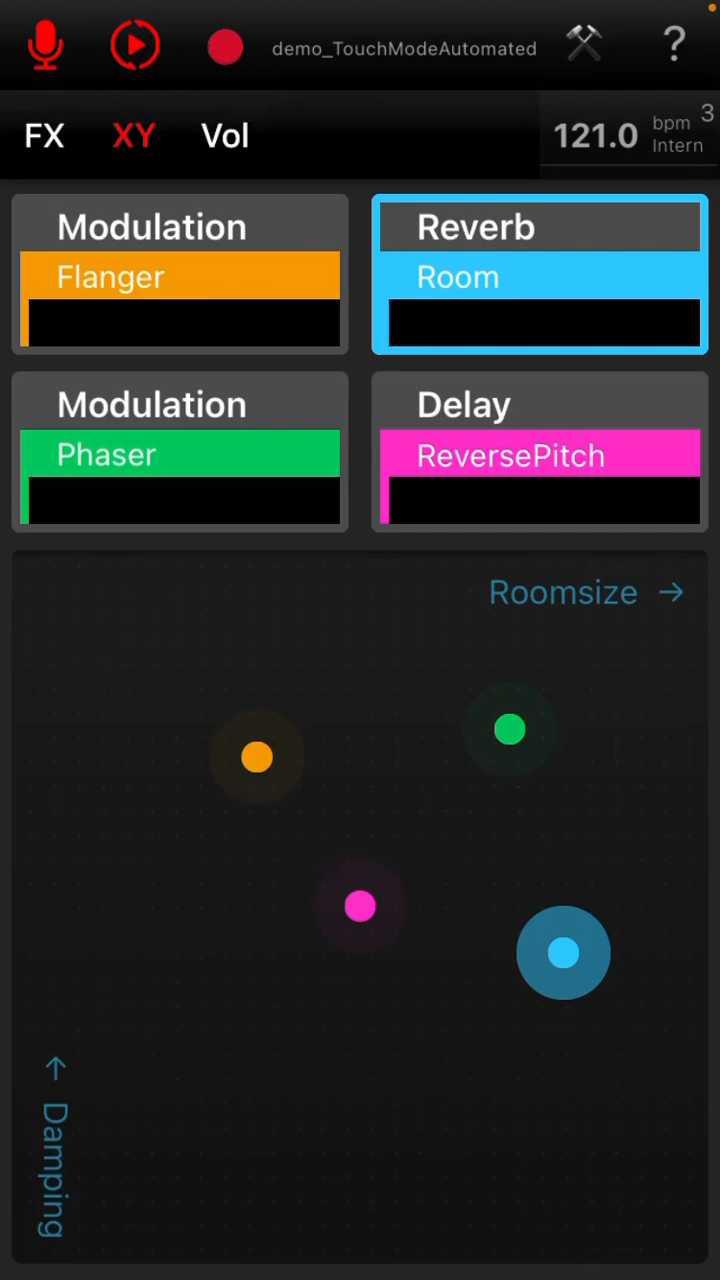 demo_TouchModeAutomated
?
FX XY Vol
121.0 bpm 3
Intern
Modulation
Flanger
Reverb
Room
Modulation
Phaser
Delay
ReversePitch
Roomsize →
↑ Damping